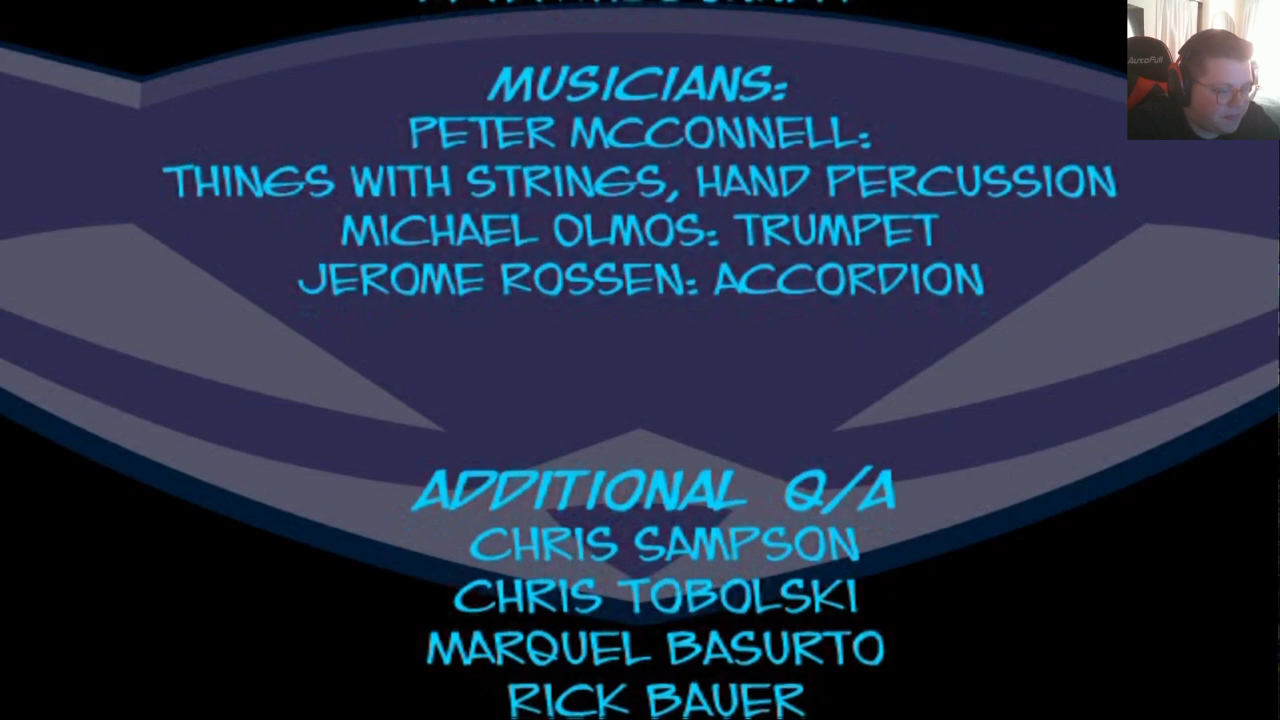 MUSICIANS:
PETER MCCONNELL:
THINGS WITH STRINGS, HAND PERCUSSION
MICHAEL OLMOS: TRUMPET
JEROME ROSSEN: ACCORDION
ADDITIONAL Q/A
CHRIS SAMPSON
CHRIS TOBOLSKI
MARQUEL BASURTO
RICK BAUER
AutoFull